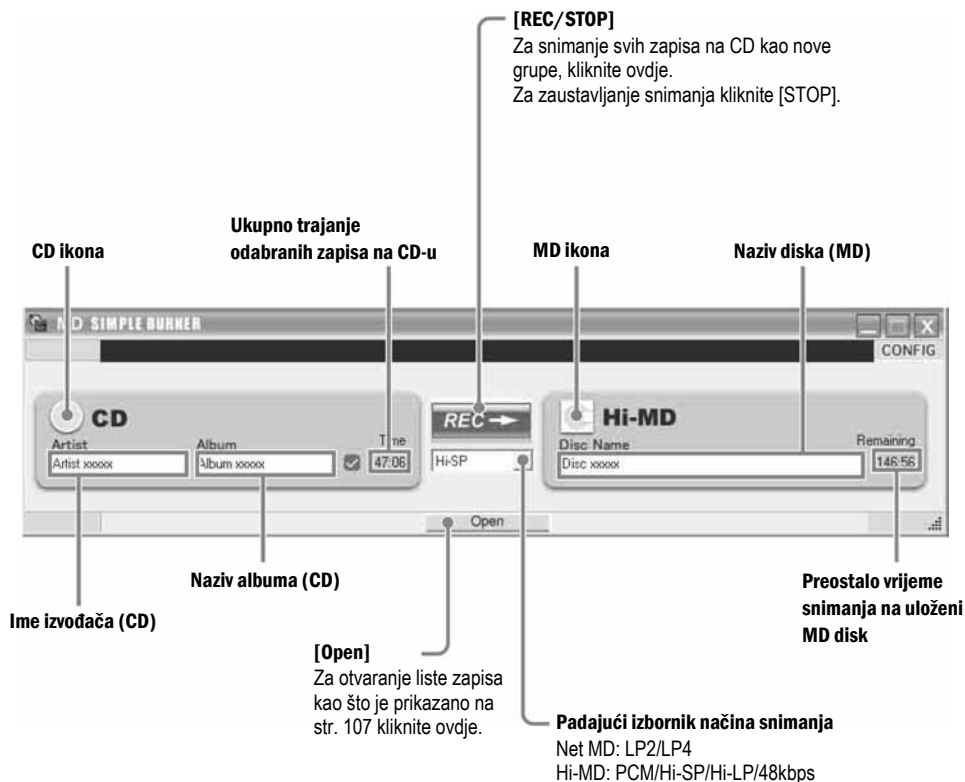 [REC/STOP]
Za snimanje svih zapisa na CD kao nove
grupe, kliknite ovdje.
Za zaustavljanje snimanja kliknite [STOP].
Ukupno trajanje
odabranih zapisa na CD-u
CD ikona
MD ikona
Naziv diska (MD)
MD SIMPLE BURNER
CONFIG
CD
REC
Hi-MD
Artist
Album
Time
Disc Name
Remaining
Artist xxxxx
Album xxxxx
47:06
Hi-SP
Disc xxxxx
146:56
Open
Naziv albuma (CD)
Ime izvođača (CD)
Preostalo vrijeme
snimanja na uloženi
MD disk
[Open]
Za otvaranje liste zapisa
kao što je prikazano na
str. 107 kliknite ovdje.
Padajući izbornik načina snimanja
Net MD: LP2/LP4
Hi-MD: PCM/Hi-SP/Hi-LP/48kbps